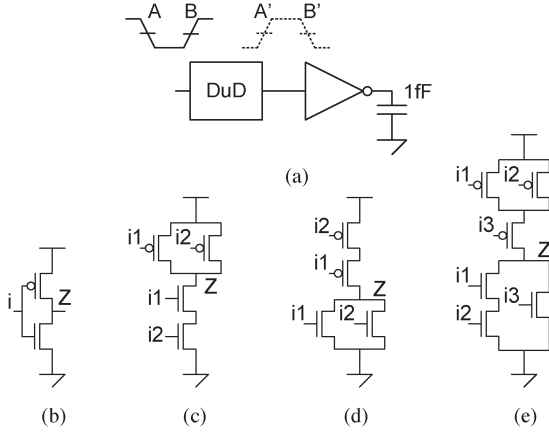 A B A' B'
DuD
1fF
(a)
i Z
(b)
i1 i2
Z
i1
i2
(c)
i2
i1
Z
i1 i2
(d)
i1 i2
i3
Z
i1
i3
i2
(e)